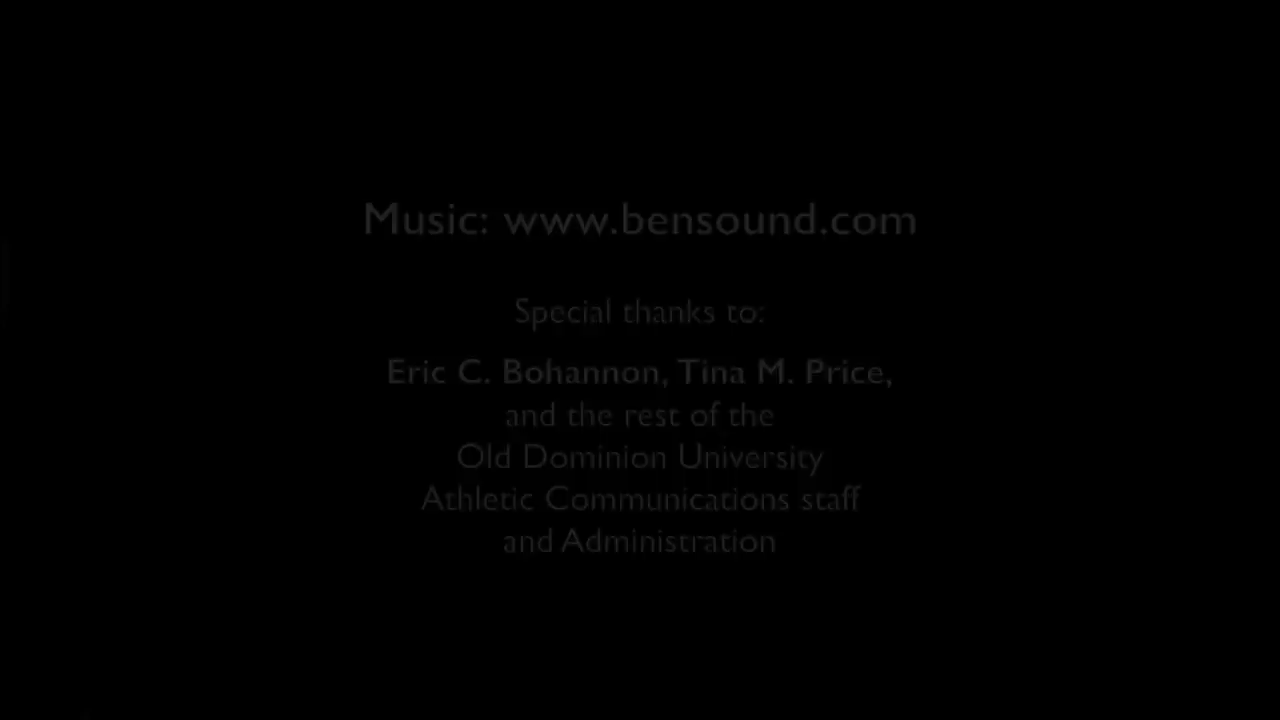 Music: www.bensound.com
Special thanks to:
Eric C. Bohannon, Tina M. Price,
and the rest of the
Old Dominion University
Athletic Communications staff
and Administration